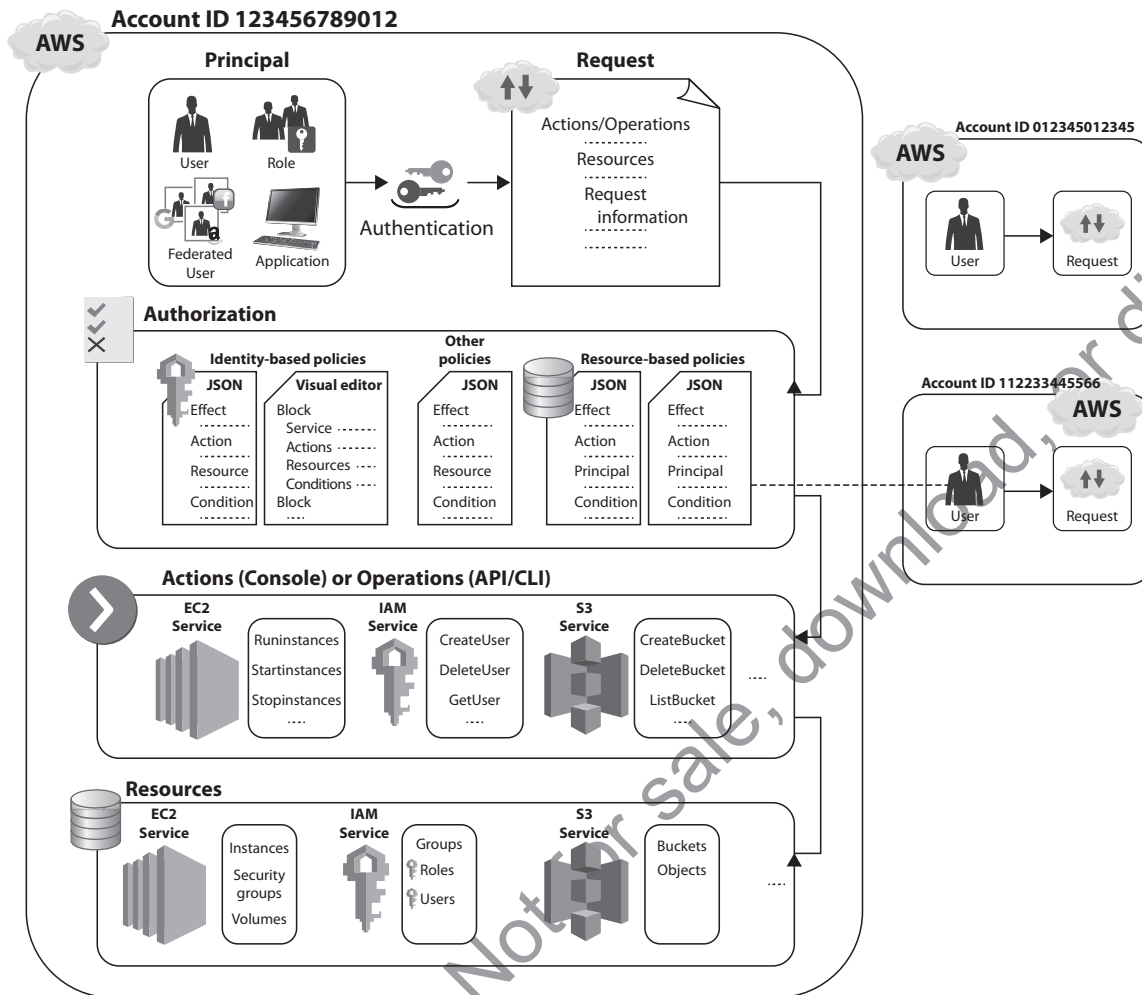 Account ID 123456789012
AWS
Principal
Request
User
Role
Federated
User
Application
Authentication
Actions/Operations
Resources
Request
information
Account ID 012345012345
AWS
User
Request
Authorization
Identity-based policies
Other
policies
Resource-based policies
JSON
Effect
Action
Resource
Condition
Visual editor
Block
Service
Actions
Resources
Conditions
Block
JSON
Effect
Action
Resource
Condition
JSON
Effect
Action
Principal
Condition
JSON
Effect
Action
Principal
Condition
Account ID 112233445566
AWS
User
Request
Actions (Console) or Operations (API/CLI)
EC2
Service
Runinstances
Startinstances
Stopinstances
....
IAM
Service
CreateUser
DeleteUser
GetUser
....
S3
Service
CreateBucket
DeleteBucket
ListBucket
....
....
Resources
EC2
Service
Instances
Security
groups
Volumes
IAM
Service
Groups
Roles
Users
S3
Service
Buckets
Objects
....
Not for sale, download, or